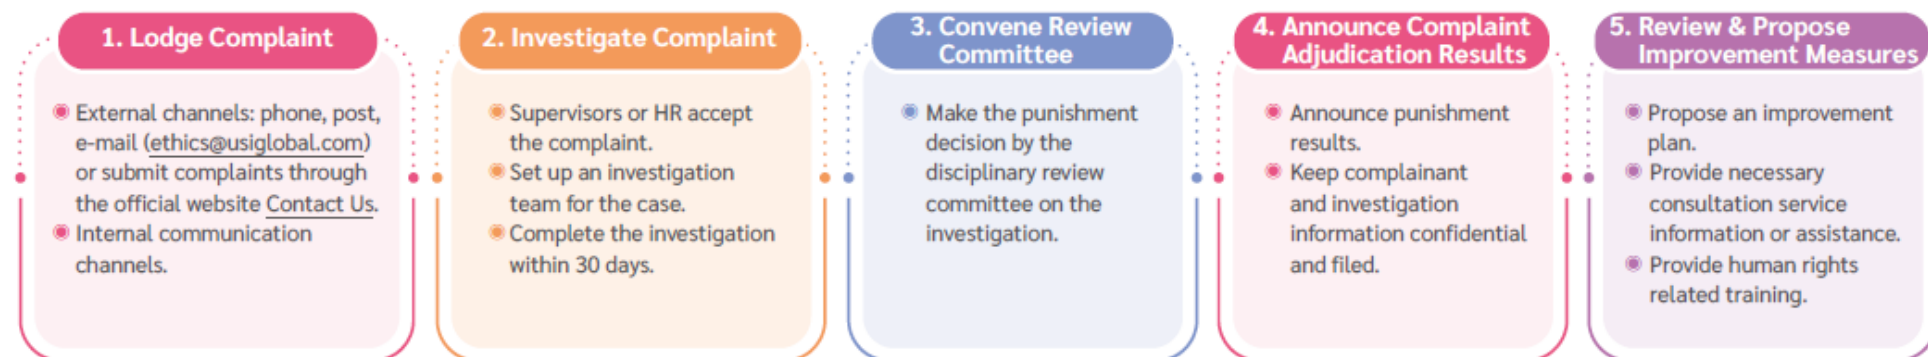 1. Lodge Complaint
External channels: phone, post,
e-mail (ethics@usiglobal.com)
or submit complaints through
the official website Contact Us.
Internal communication
channels.
2. Investigate Complaint
Supervisors or HR accept
the complaint.
Set up an investigation
team for the case.
Complete the investigation
within 30 days.
3. Convene Review
Committee
Make the punishment
decision by the
disciplinary review
committee on the
investigation.
4. Announce Complaint
Adjudication Results
Announce punishment
results.
Keep complainant
and investigation
information confidential
and filed.
5. Review & Propose
Improvement Measures
Propose an improvement
plan.
Provide necessary
consultation service
information or assistance.
Provide human rights
related training.